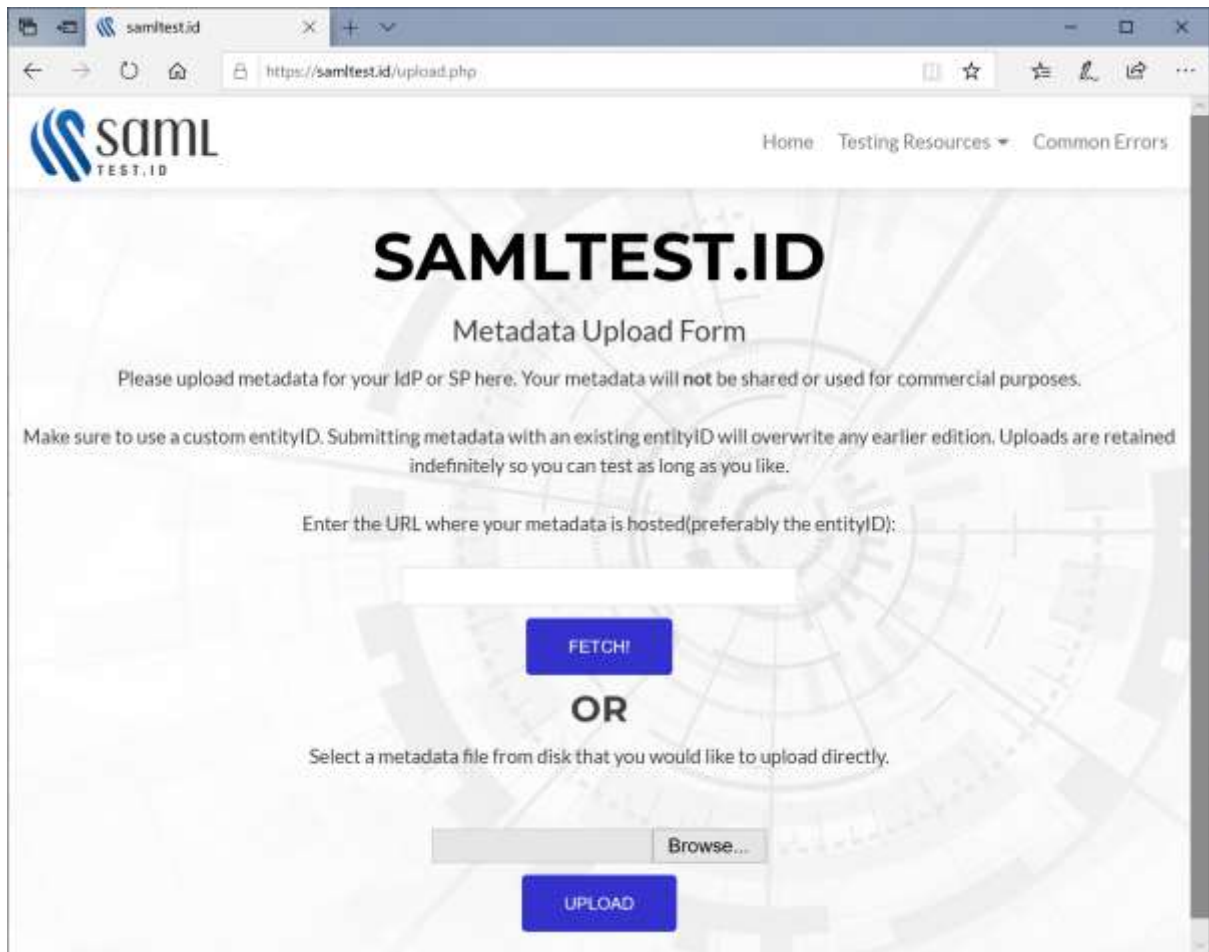 samltest.id
https://samltest.id/upload.php
samL
TEST.ID
Home Testing Resources Common Errors
SAMLTEST.ID
Metadata Upload Form
Please upload metadata for your IdP or SP here. Your metadata will not be shared or used for commercial purposes.
Make sure to use a custom entityID. Submitting metadata with an existing entityID will overwrite any earlier edition. Uploads are retained
indefinitely so you can test as long as you like.
Enter the URL where your metadata is hosted(preferably the entityID):
FETCH!
OR
Select a metadata file from disk that you would like to upload directly.
Browse...
UPLOAD